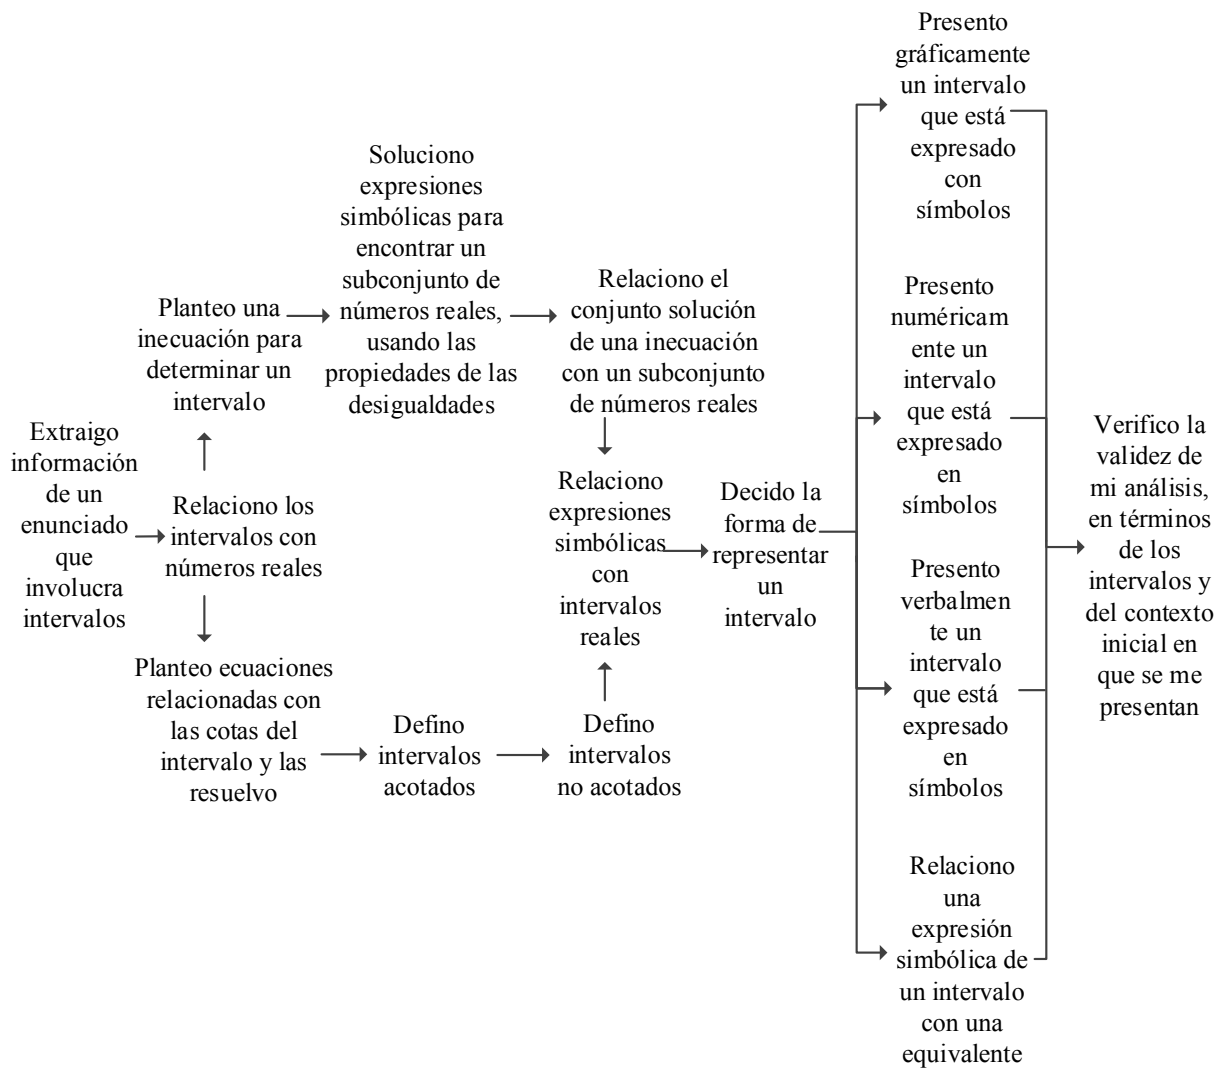 Extraigo
información
de un
enunciado
que
involucra
intervalos
Relaciono los
intervalos con
números reales
Planteo una
inecuación para
determinar un
intervalo
Soluciono
expresiones
simbólicas para
encontrar un
subconjunto de
números reales,
usando las
propiedades de las
desigualdades
Relaciono el
conjunto solución
de una inecuación
con un subconjunto
de números reales
Planteo ecuaciones
relacionadas con
las cotas del
intervalo y las
resuelvo
Defino
intervalos
acotados
Defino
intervalos
no acotados
Relaciono
expresiones
simbólicas
con
intervalos
reales
Decido la
forma de
representar
un
intervalo
Presento
gráficamente
un intervalo
que está
expresado
con
símbolos
Presento
numéricam
ente un
intervalo
que está
expresado
en
símbolos
Presento
verbalmen
te un
intervalo
que está
expresado
en
símbolos
Relaciono
una
expresión
simbólica de
un intervalo
con una
equivalente
Verifico la
validez de
mi análisis,
en términos
de los
intervalos y
del contexto
inicial en
que se me
presentan